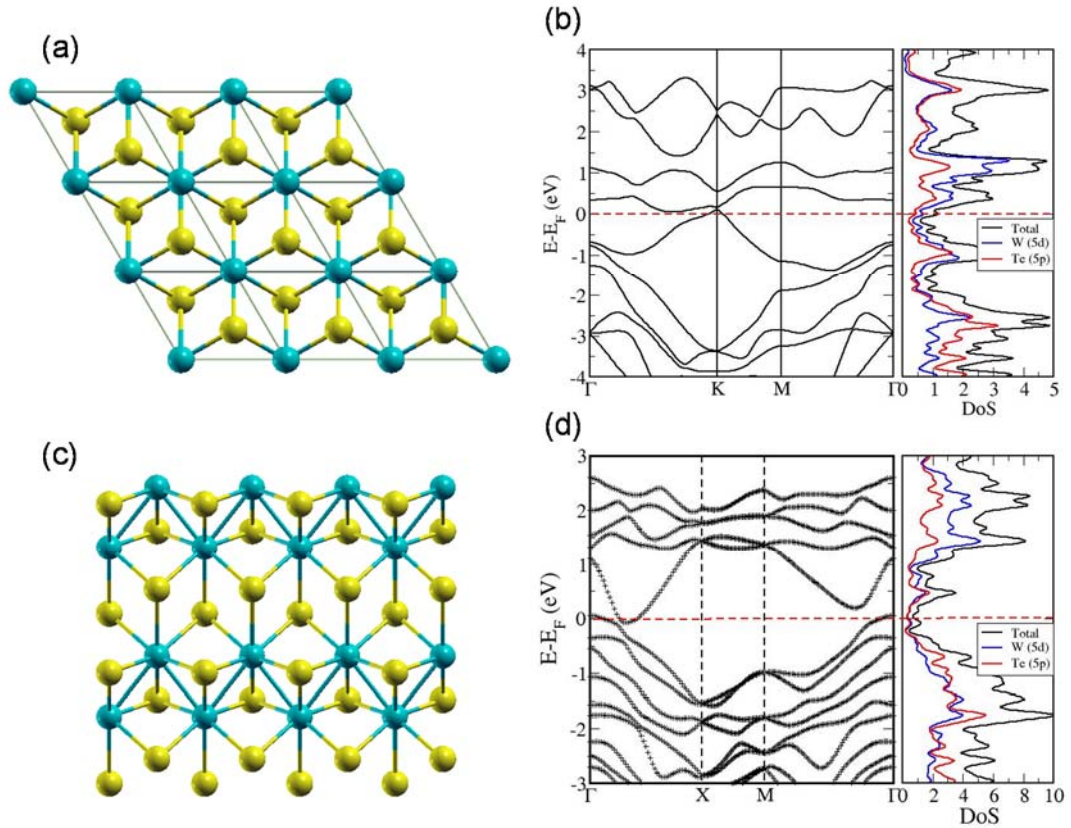 (a)
(b)
4
3
2
1
0
-1
-2
-3
-4
E-E_F (eV)
Γ
K
M
Γ
Total
W (5d)
Te (5p)
0
1
2
3
4
5
DoS
(c)
(d)
3
2
1
0
-1
-2
-3
E-E_F (eV)
Γ
X
M
Γ
Total
W (5d)
Te (5p)
0
2
4
6
8
10
DoS